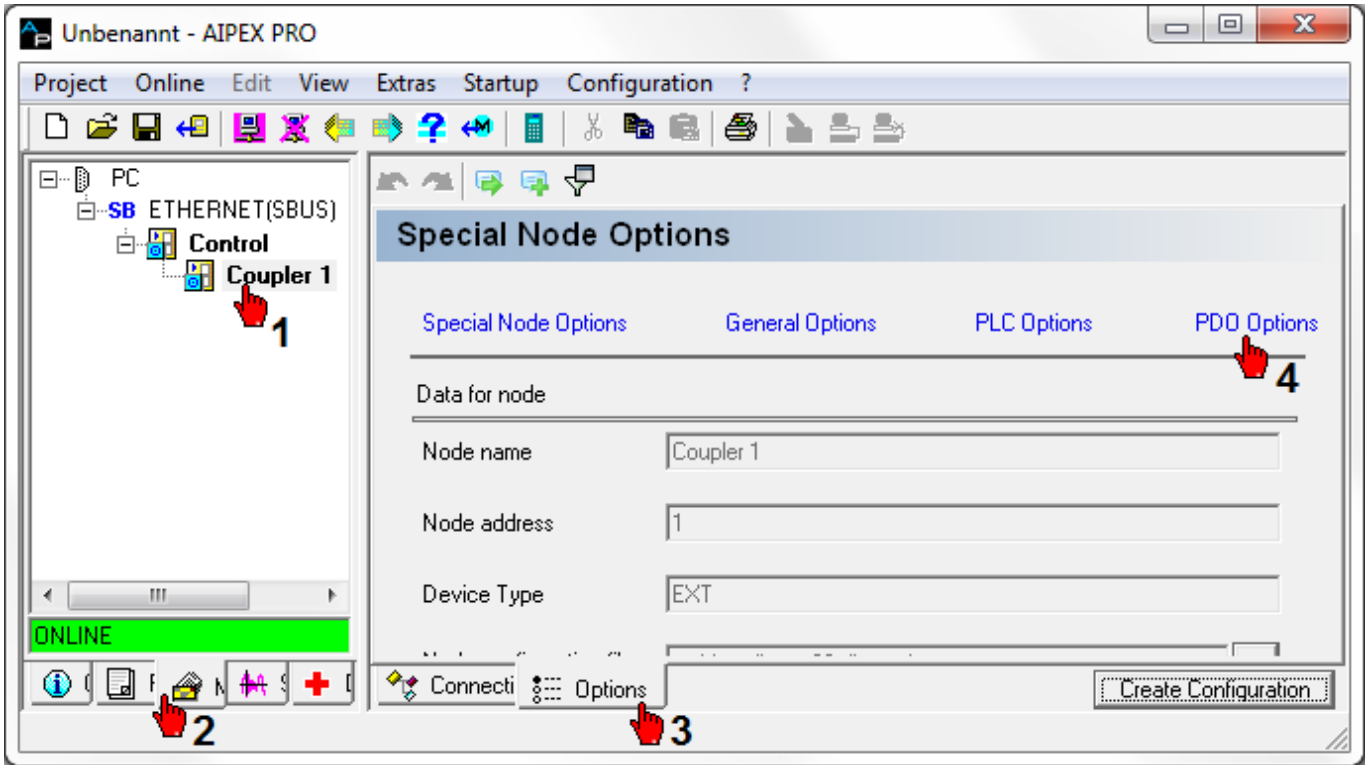 Unbenannt - AIPEX PRO
Project Online Edit View Extras Startup Configuration ?
PC
SB ETHERNET(SBUS)
Control
Coupler 1
1
ONLINE
2
Special Node Options
Special Node Options General Options PLC Options PDO Options
4
Data for node
Node name Coupler 1
Node address 1
Device Type EXT
Connecti Options Create Configuration
3